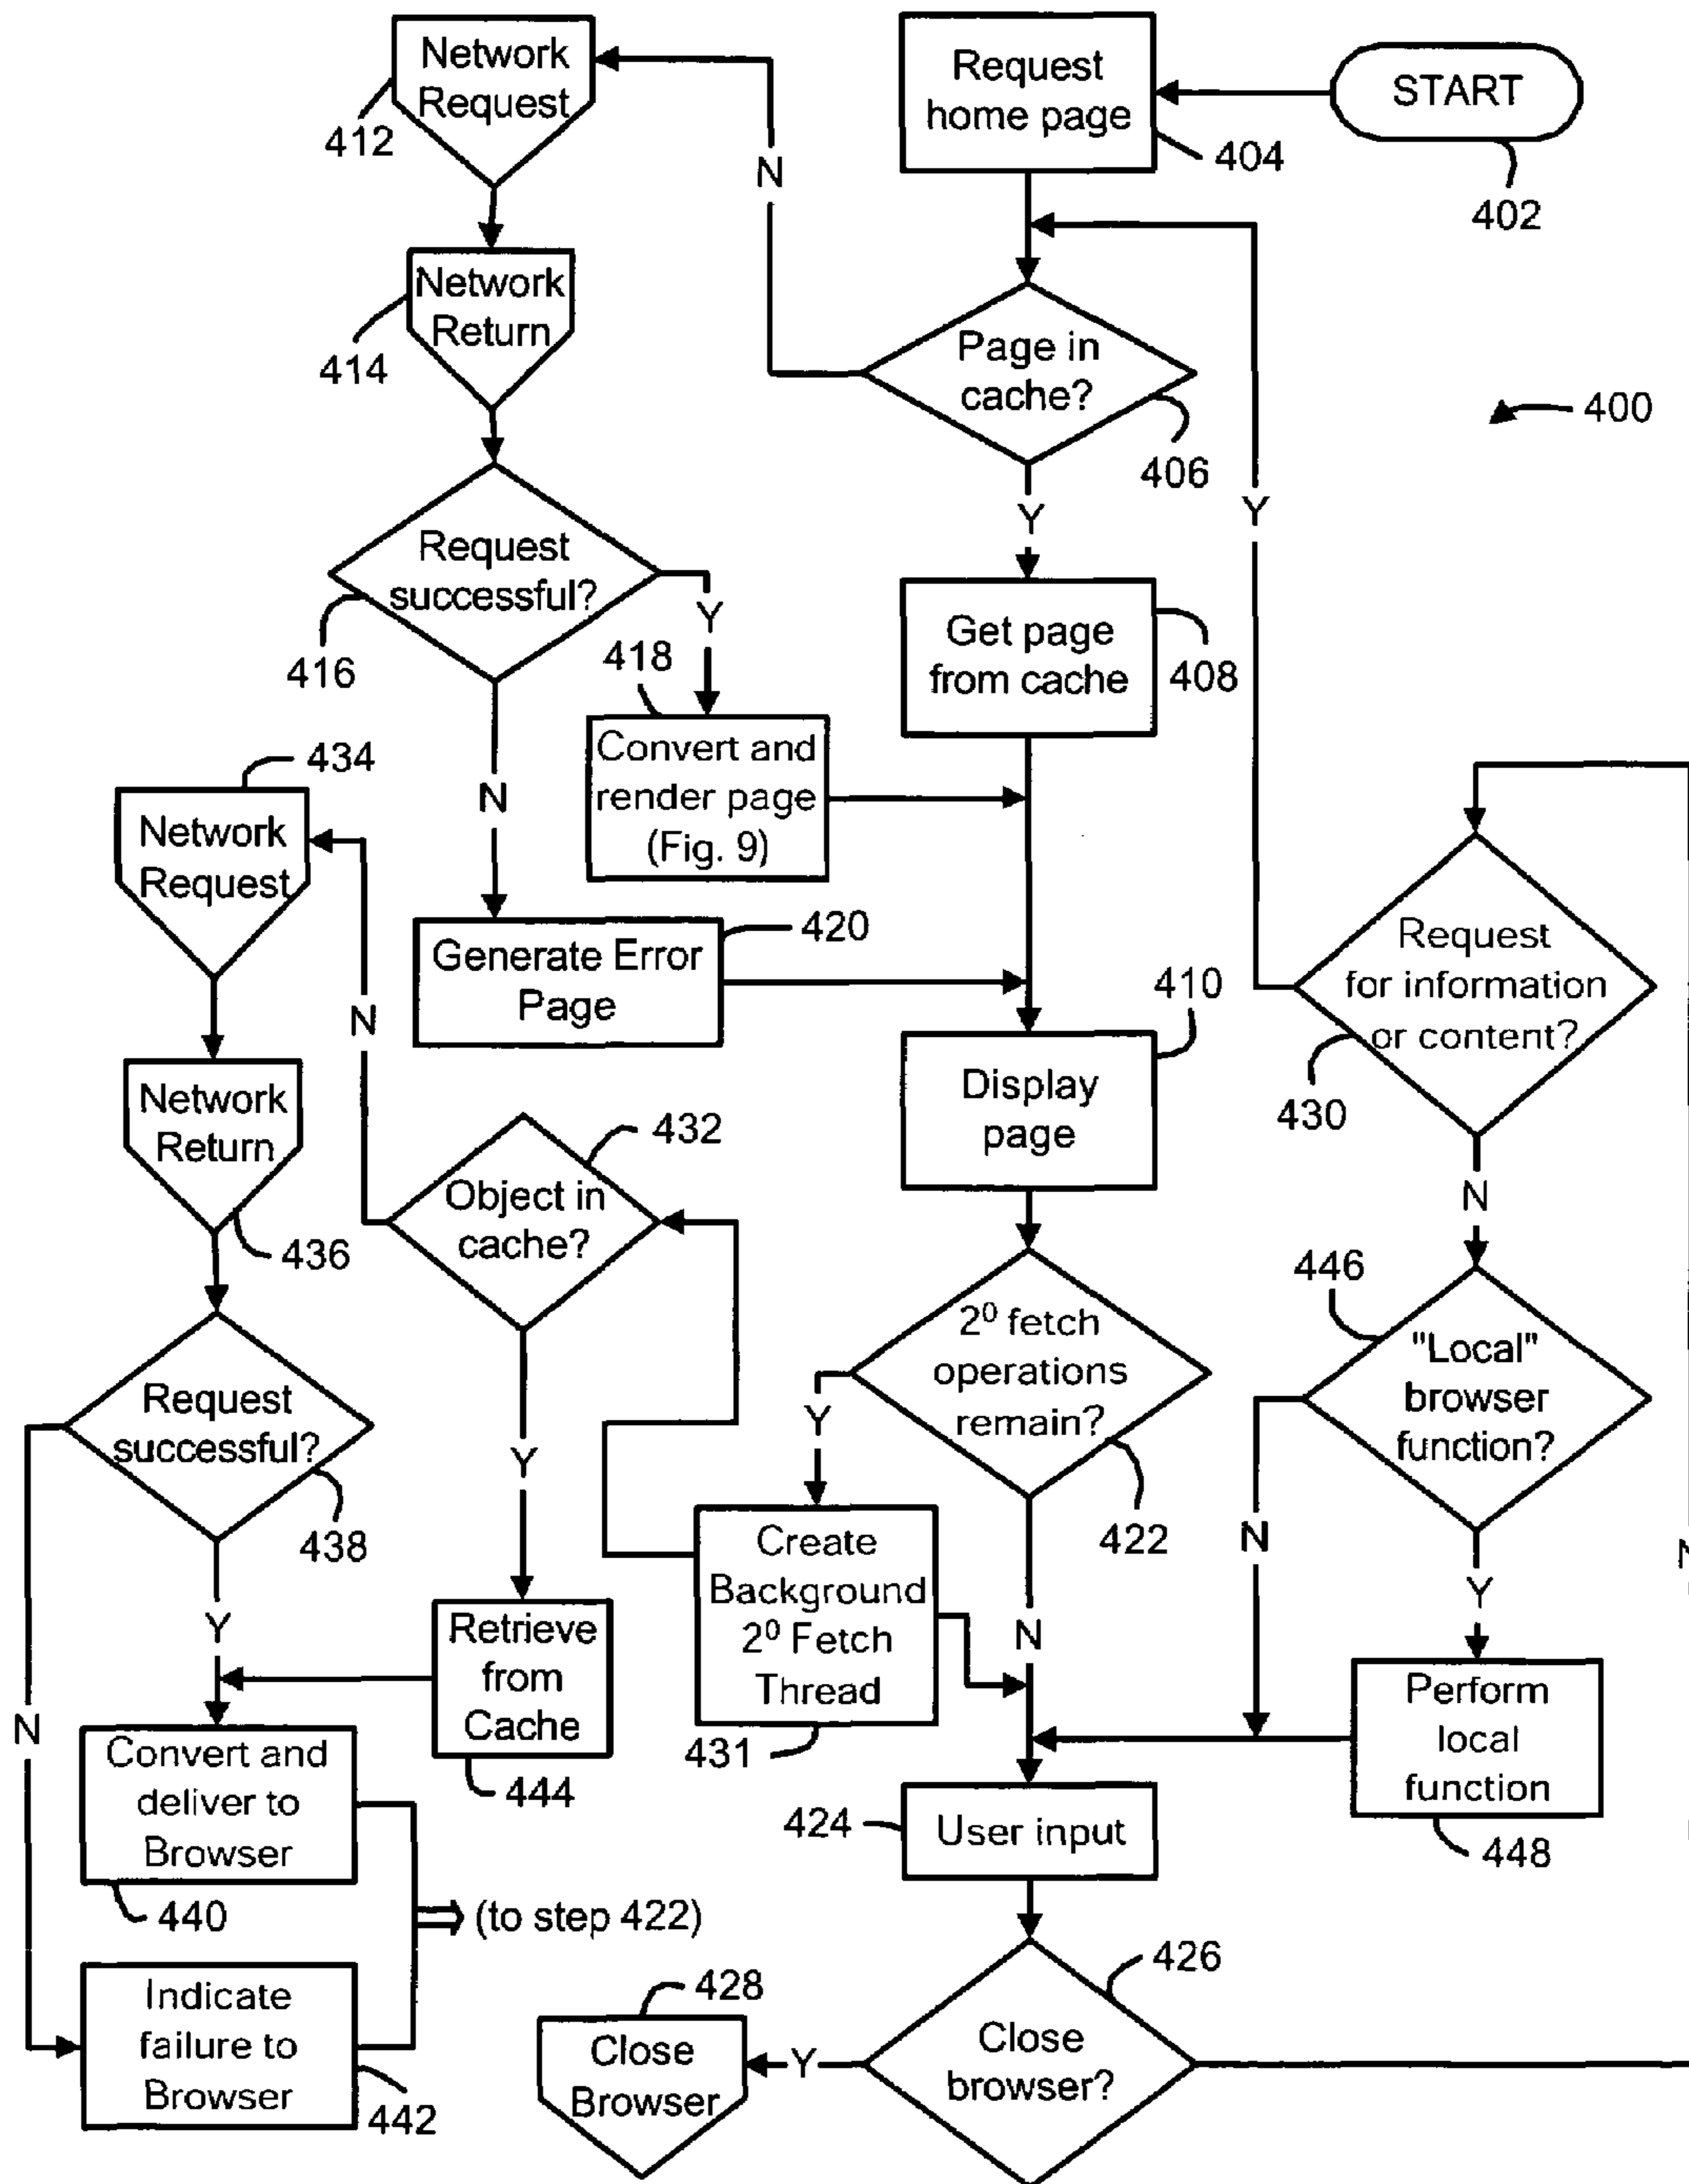 START
402
Request
home page
404
Network
Request
412
N
Network
Return
414
Page in
cache?
406
400
Y
Y
Request
successful?
416
Y
Get page
from cache
408
418
Convert and
render page
(Fig. 9)
N
434
Network
Request
Generate Error
Page
420
Request
for information
or content?
430
N
410
Display
page
Network
Return
436
432
Object in
cache?
N
2⁰ fetch
operations
remain?
422
446
"Local"
browser
function?
Request
successful?
438
Y
Y
N
N
Y
Create
Background
2⁰ Fetch
Thread
431
N
Y
Retrieve
from
Cache
444
Perform
local
function
448
N
Convert and
deliver to
Browser
440
424
User input
(to step 422)
Indicate
failure to
Browser
442
428
Close
Browser
Y
Close
browser?
426